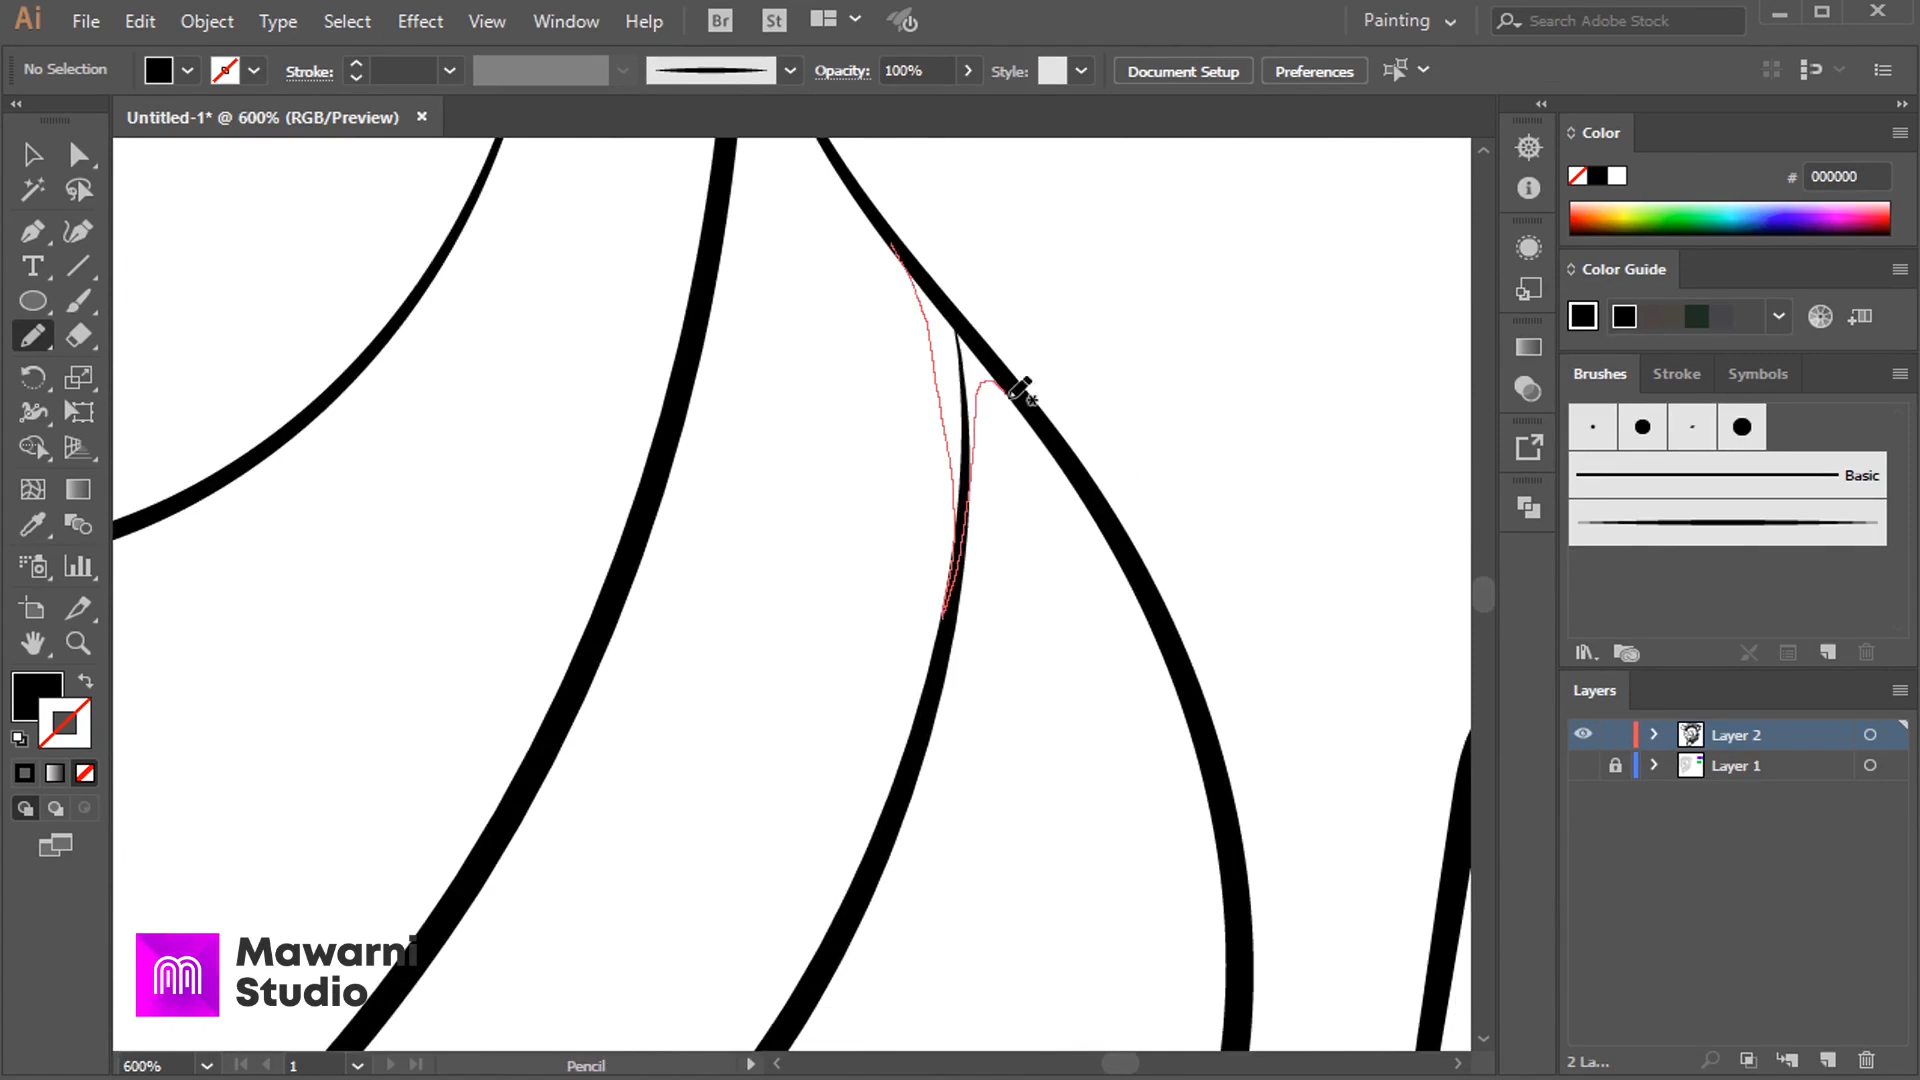 Ai File Edit Object Type Select Effect View Window Help Br St Painting Search Adobe Stock
No Selection Stroke: Opacity: 100% Style: Document Setup Preferences
Untitled-1* @ 600% (RGB/Preview)
Color
# 000000
Color Guide
Brushes Stroke Symbols
Basic
Layers
Layer 2
Layer 1
Mawarni
Studio
600% 1 Pencil 2 La...